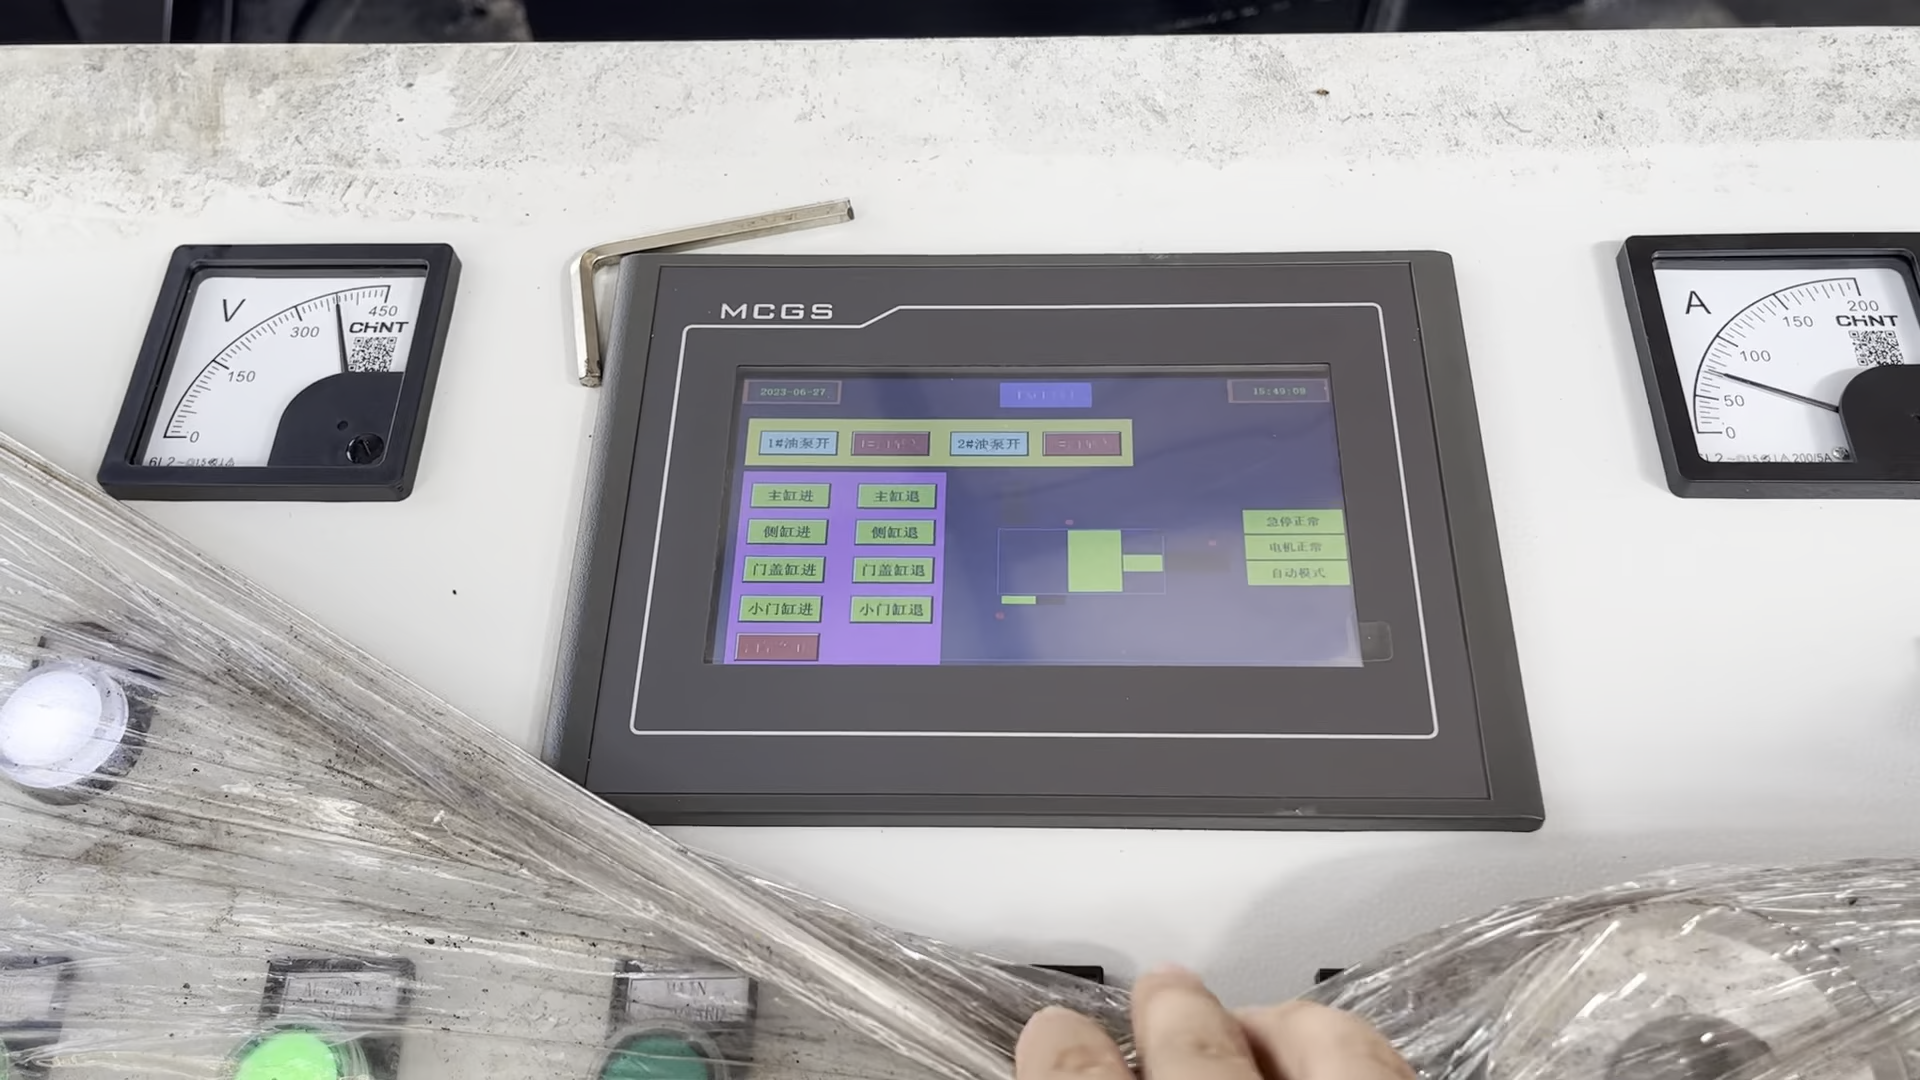 V
450
300
150
0
CHNT
MCGS
2023-06-27
15:49:09
1#油泵开
2#油泵开
主缸进
主缸退
侧缸进
侧缸退
门盖缸进
门盖缸退
小门缸进
小门缸退
急停正常
电机正常
自动模式
A
200
150
100
50
0
CHNT
200/5A
MAIN